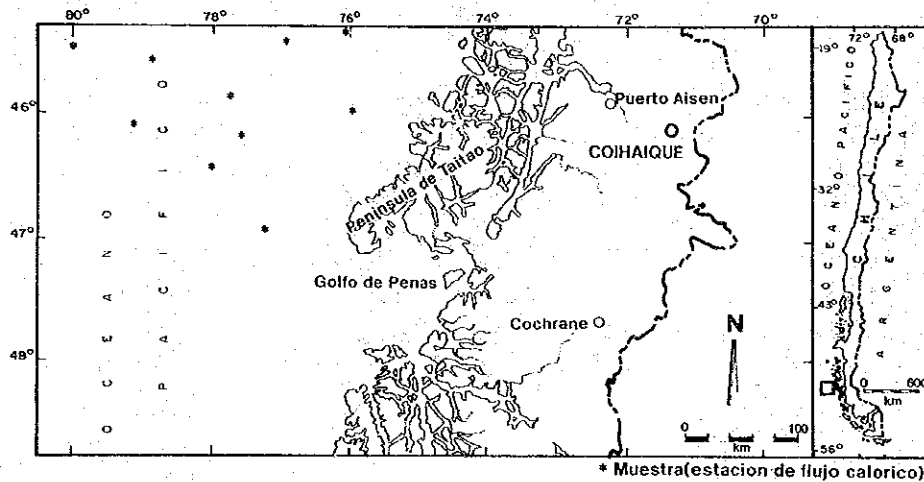 80° 78° 76° 74° 72° 70°
46°
47°
48°
OCEANO
PACIFICO
Puerto Aisen
COIHAIQUE
Peninsula de Taitao
Golfo de Penas
Cochrane
N
0 100
km
72° 68°
19°
32°
43°
56°
OCEANO PACIFICO
CHILE
ARGENTINA
0 600
km
* Muestra(estacion de flujo calorico)